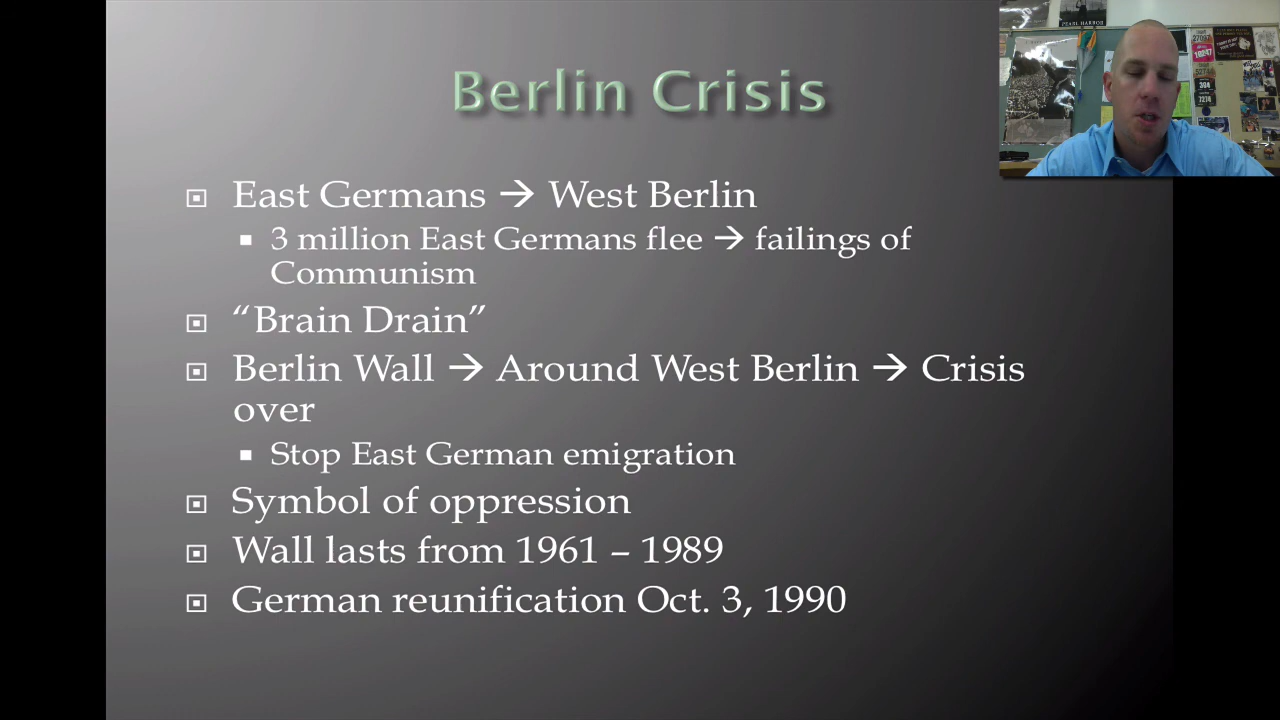 Berlin Crisis
East Germans → West Berlin
3 million East Germans flee → failings of
Communism
“Brain Drain”
Berlin Wall → Around West Berlin → Crisis
over
Stop East German emigration
Symbol of oppression
Wall lasts from 1961 – 1989
German reunification Oct. 3, 1990
PEARL HARBOR